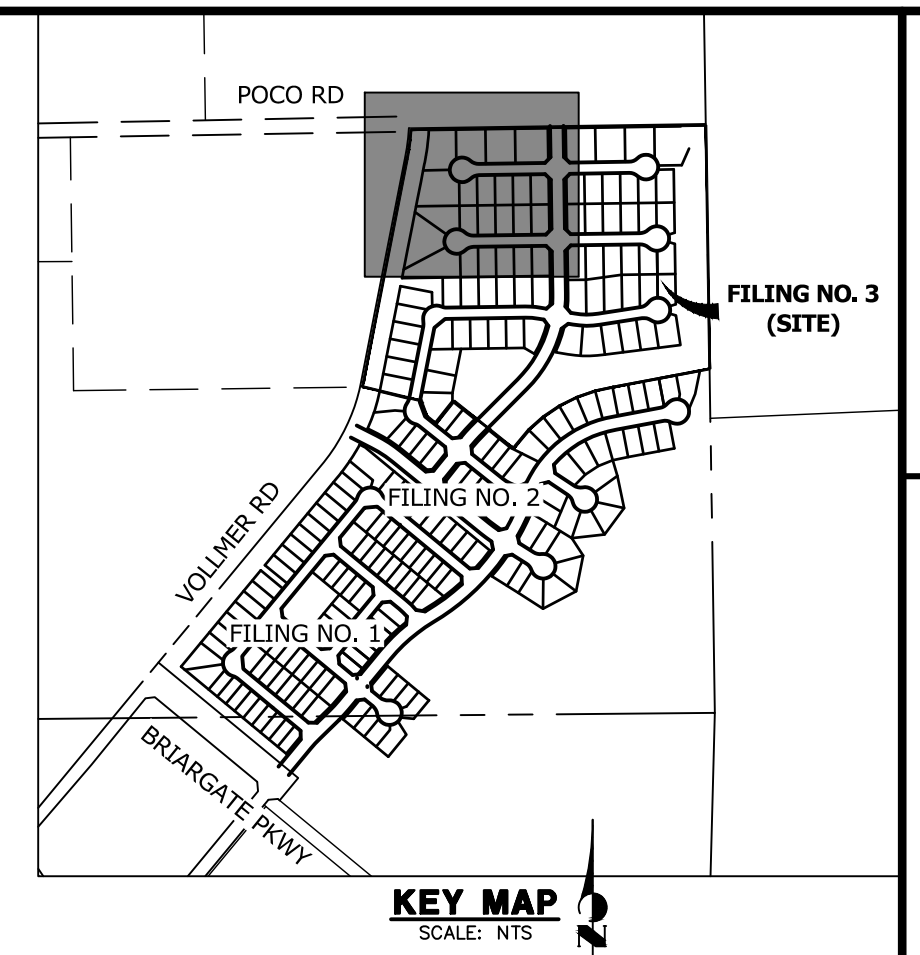 POCO RD
FILING NO. 3
(SITE)
FILING NO. 2
VOLLMER RD
FILING NO. 1
BRIARGATE PKWY
KEY MAP
SCALE: NTS
N